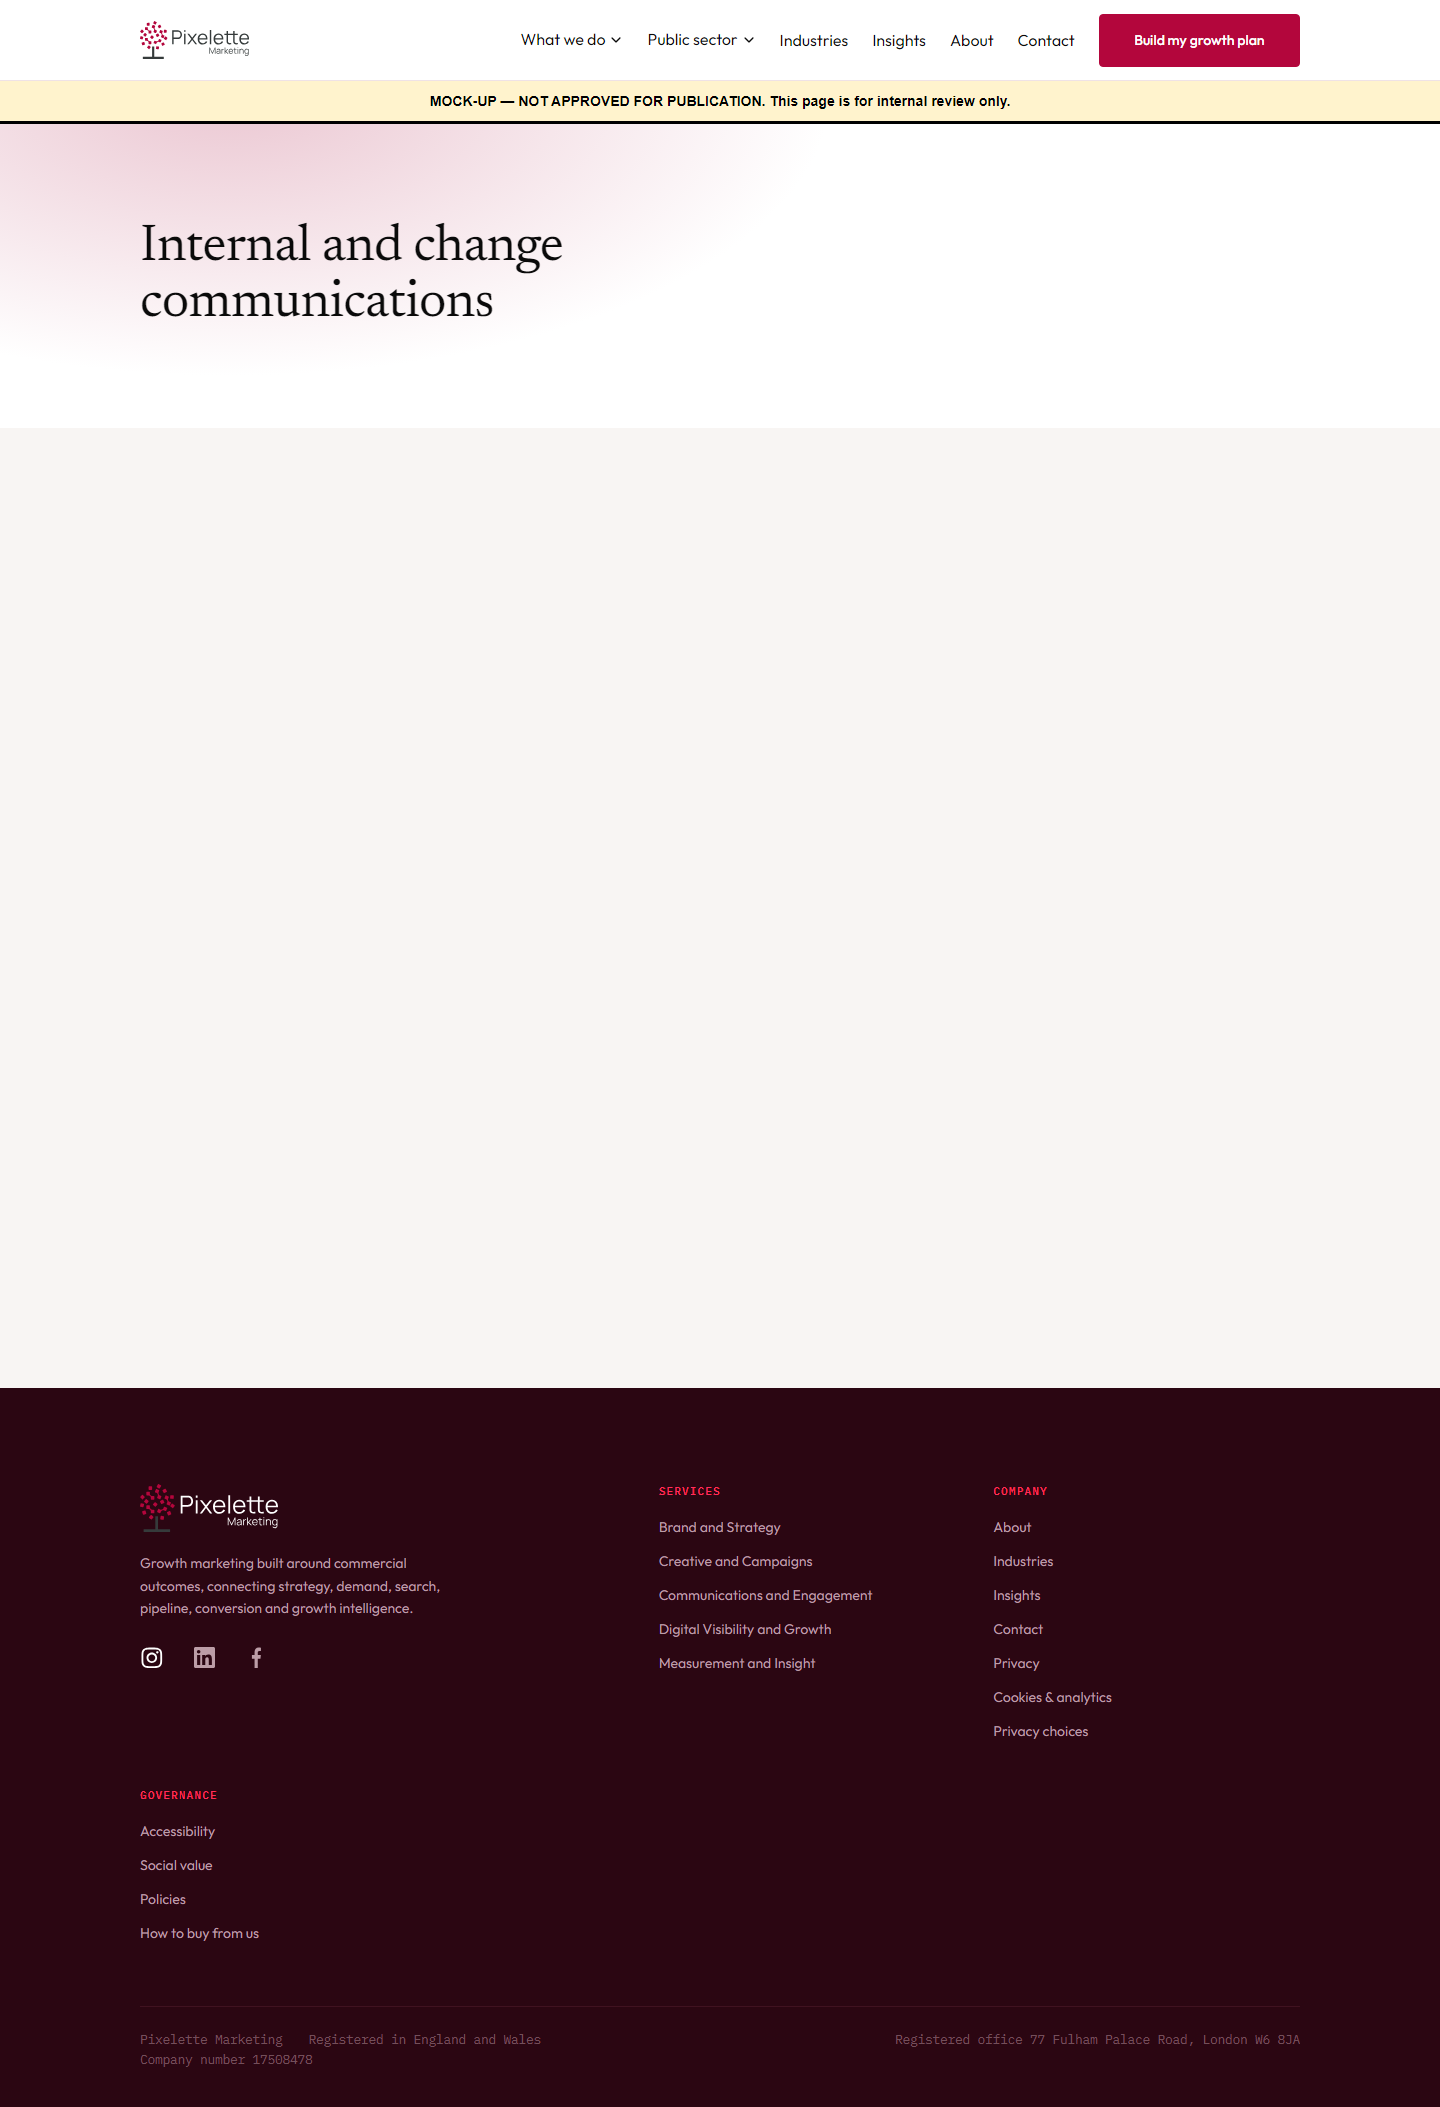 Pixelette
Marketing
What we do
Public sector
Industries
Insights
About
Contact
Build my growth plan
MOCK-UP — NOT APPROVED FOR PUBLICATION. This page is for internal review only.
Internal and change
communications
Pixelette
Marketing
Growth marketing built around commercial
outcomes, connecting strategy, demand, search,
pipeline, conversion and growth intelligence.
SERVICES
Brand and Strategy
Creative and Campaigns
Communications and Engagement
Digital Visibility and Growth
Measurement and Insight
COMPANY
About
Industries
Insights
Contact
Privacy
Cookies & analytics
Privacy choices
GOVERNANCE
Accessibility
Social value
Policies
How to buy from us
Pixelette Marketing Registered in England and Wales
Company number 17508478
Registered office 77 Fulham Palace Road, London W6 8JA